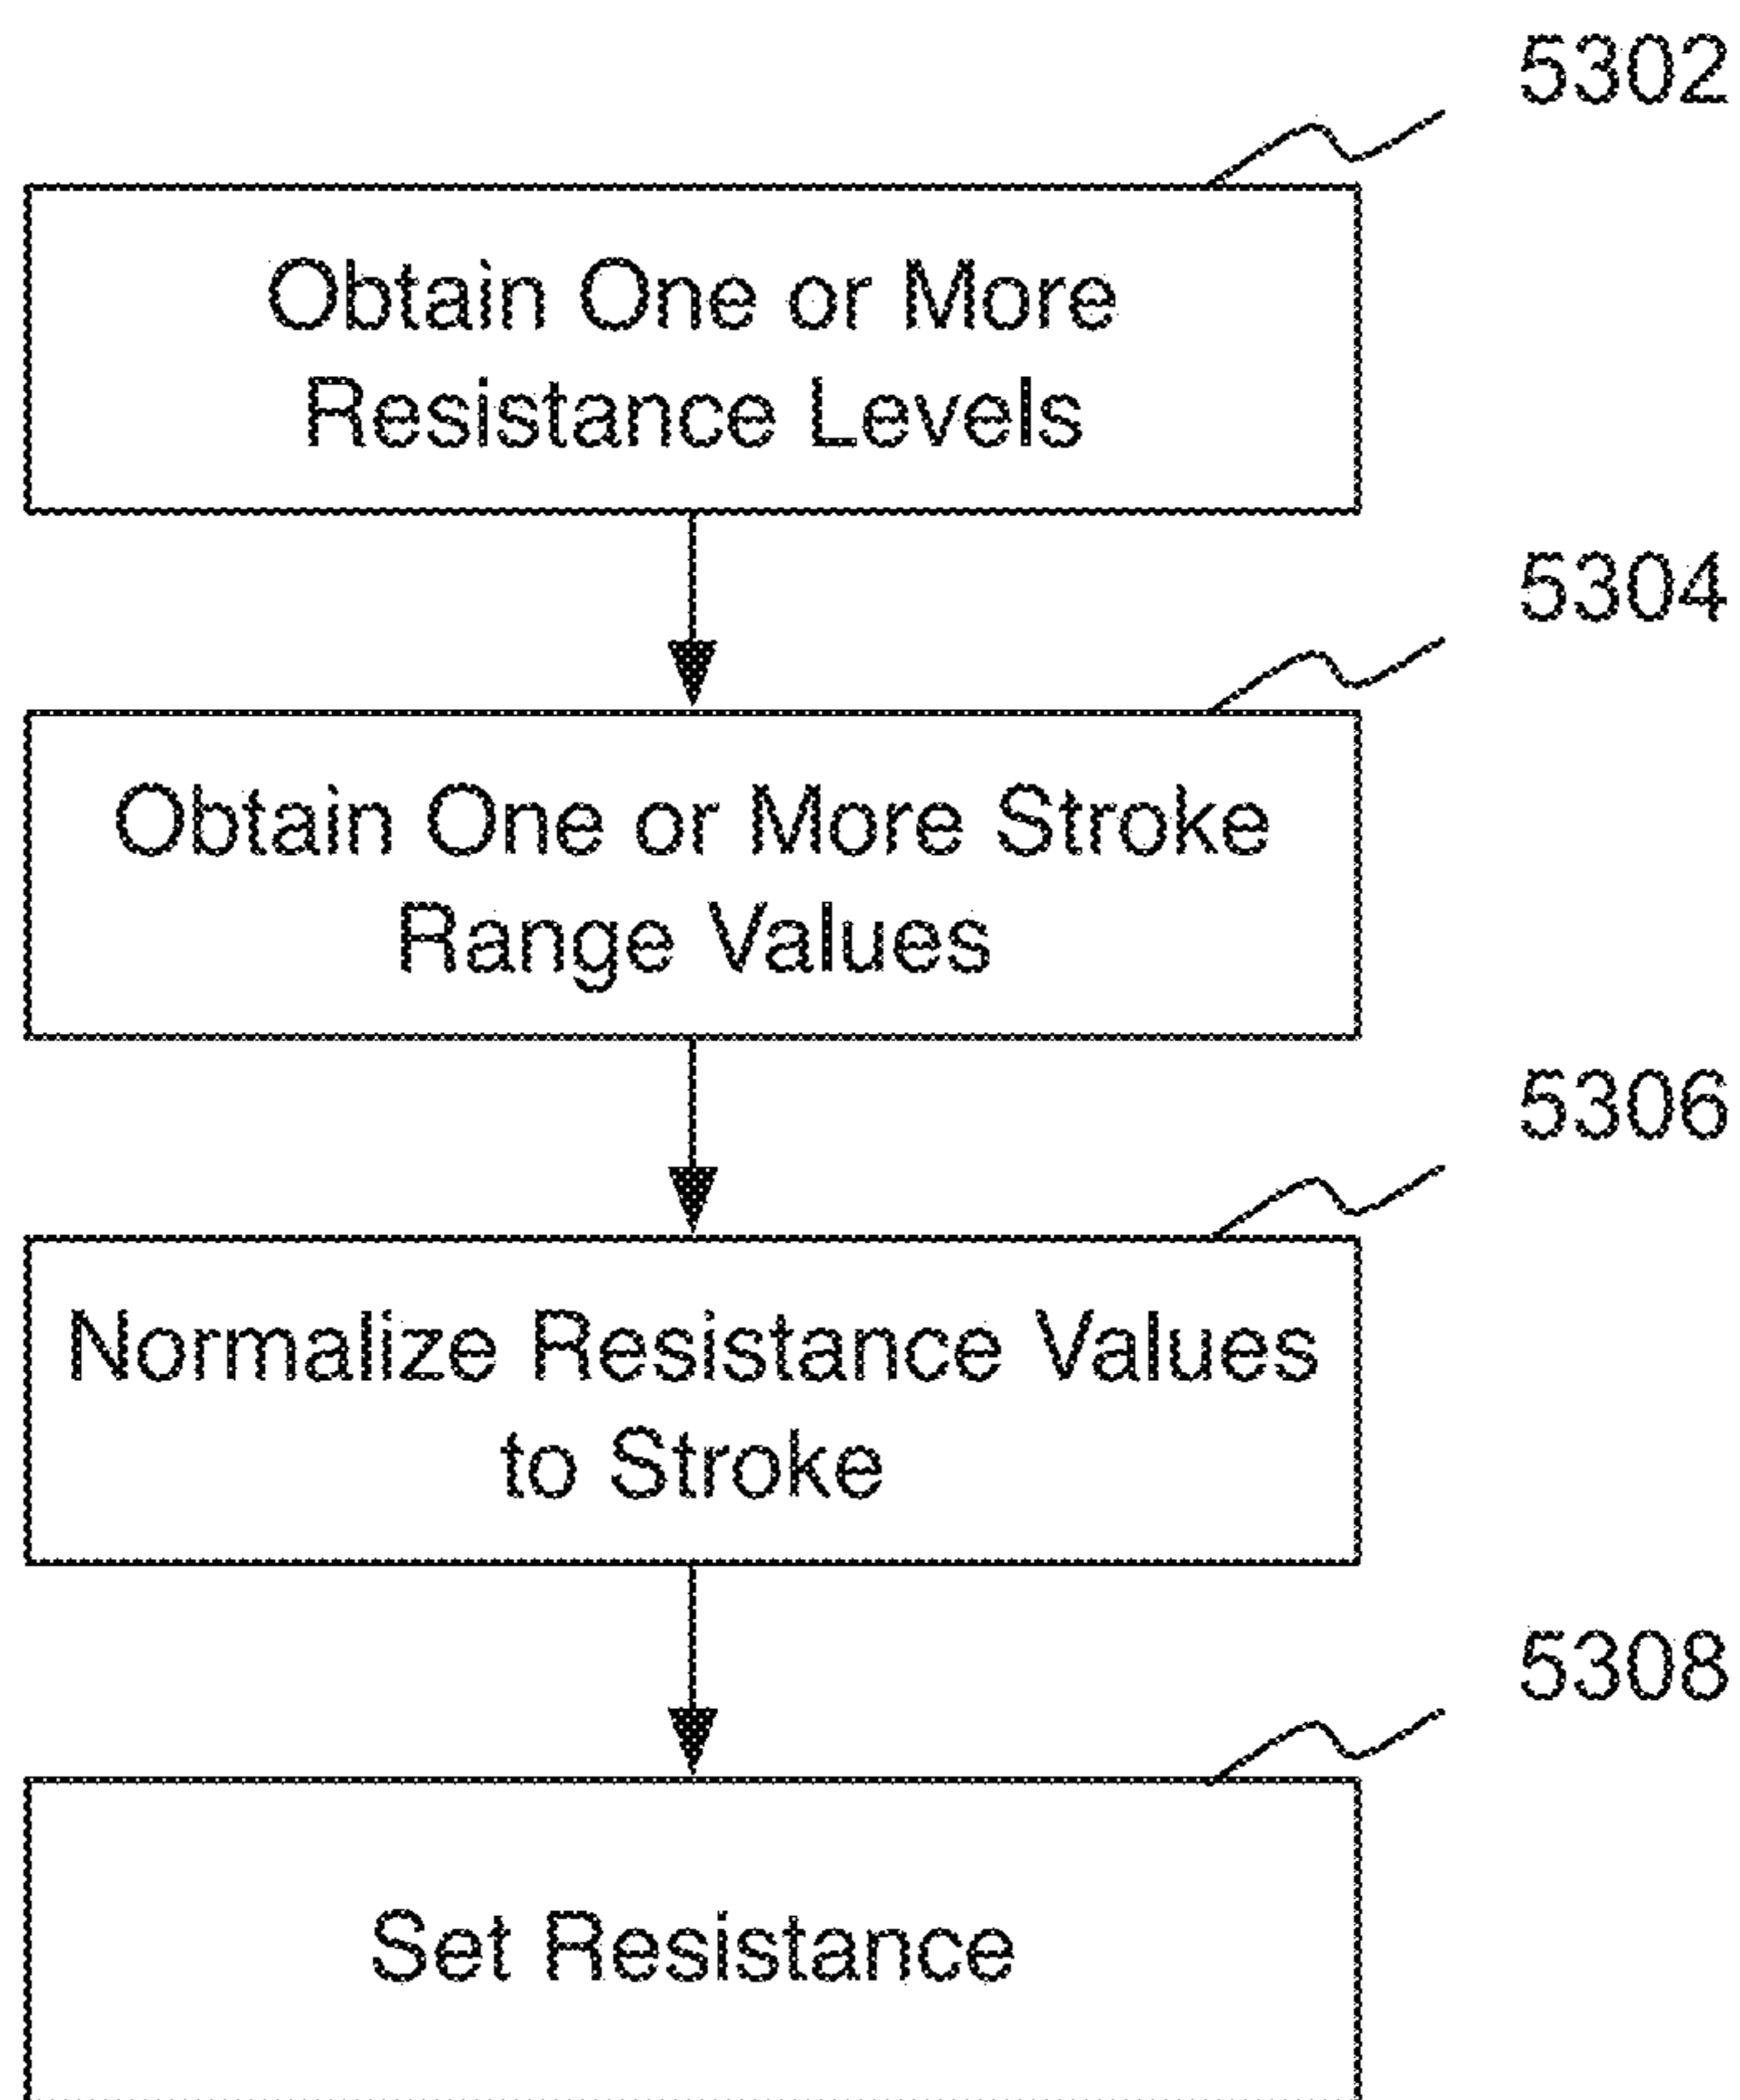 5302
Obtain One or More
Resistance Levels
5304
Obtain One or More Stroke
Range Values
5306
Normalize Resistance Values
to Stroke
5308
Set Resistance